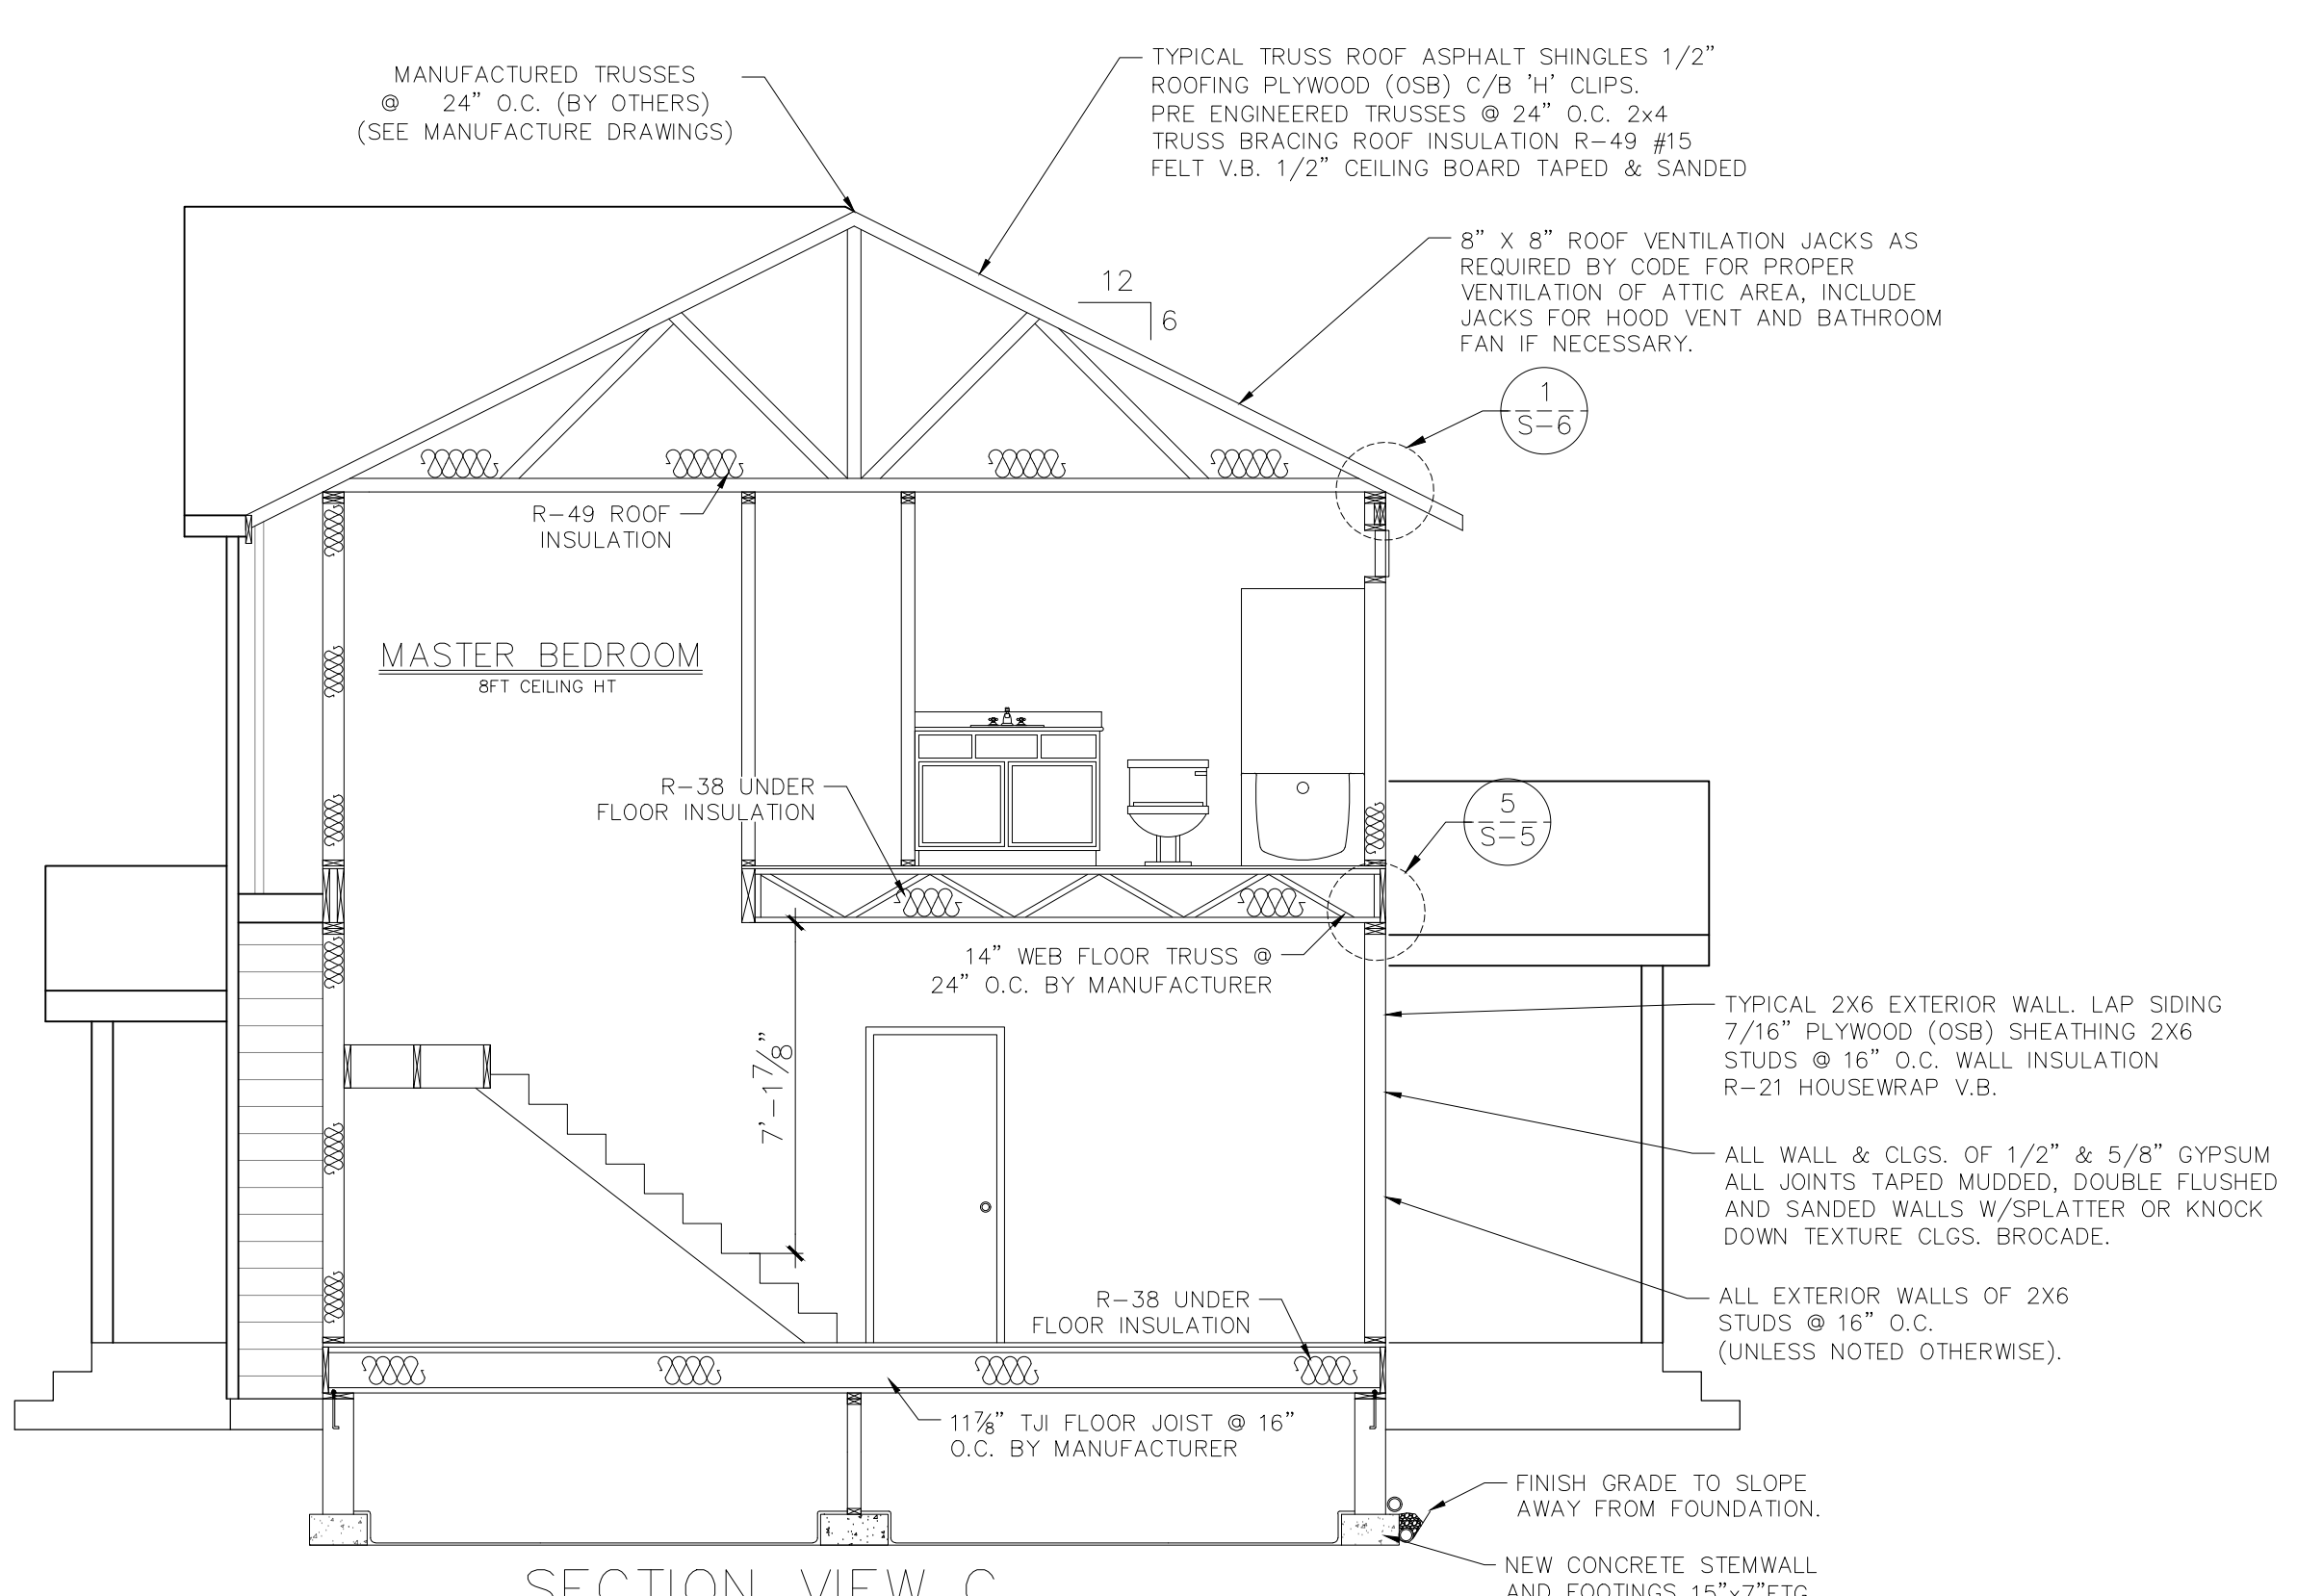 MANUFACTURED TRUSSES
@ 24" O.C. (BY OTHERS)
(SEE MANUFACTURE DRAWINGS)
TYPICAL TRUSS ROOF ASPHALT SHINGLES 1/2"
ROOFING PLYWOOD (OSB) C/B 'H' CLIPS.
PRE ENGINEERED TRUSSES @ 24" O.C. 2x4
TRUSS BRACING ROOF INSULATION R-49 #15
FELT V.B. 1/2" CEILING BOARD TAPED & SANDED
8" X 8" ROOF VENTILATION JACKS AS
REQUIRED BY CODE FOR PROPER
VENTILATION OF ATTIC AREA, INCLUDE
JACKS FOR HOOD VENT AND BATHROOM
FAN IF NECESSARY.
12
6
1
S-6
R-49 ROOF
INSULATION
MASTER BEDROOM
8FT CEILING HT
R-38 UNDER
FLOOR INSULATION
5
S-5
14" WEB FLOOR TRUSS @
24" O.C. BY MANUFACTURER
7'-1 7/8"
TYPICAL 2X6 EXTERIOR WALL. LAP SIDING
7/16" PLYWOOD (OSB) SHEATHING 2X6
STUDS @ 16" O.C. WALL INSULATION
R-21 HOUSEWRAP V.B.
ALL WALL & CLGS. OF 1/2" & 5/8" GYPSUM
ALL JOINTS TAPED MUDDED, DOUBLE FLUSHED
AND SANDED WALLS W/SPLATTER OR KNOCK
DOWN TEXTURE CLGS. BROCADE.
ALL EXTERIOR WALLS OF 2X6
STUDS @ 16" O.C.
(UNLESS NOTED OTHERWISE).
R-38 UNDER
FLOOR INSULATION
11 7/8" TJI FLOOR JOIST @ 16"
O.C. BY MANUFACTURER
FINISH GRADE TO SLOPE
AWAY FROM FOUNDATION.
NEW CONCRETE STEMWALL
AND FOOTINGS 15"x7"FTG
SECTION VIEW C